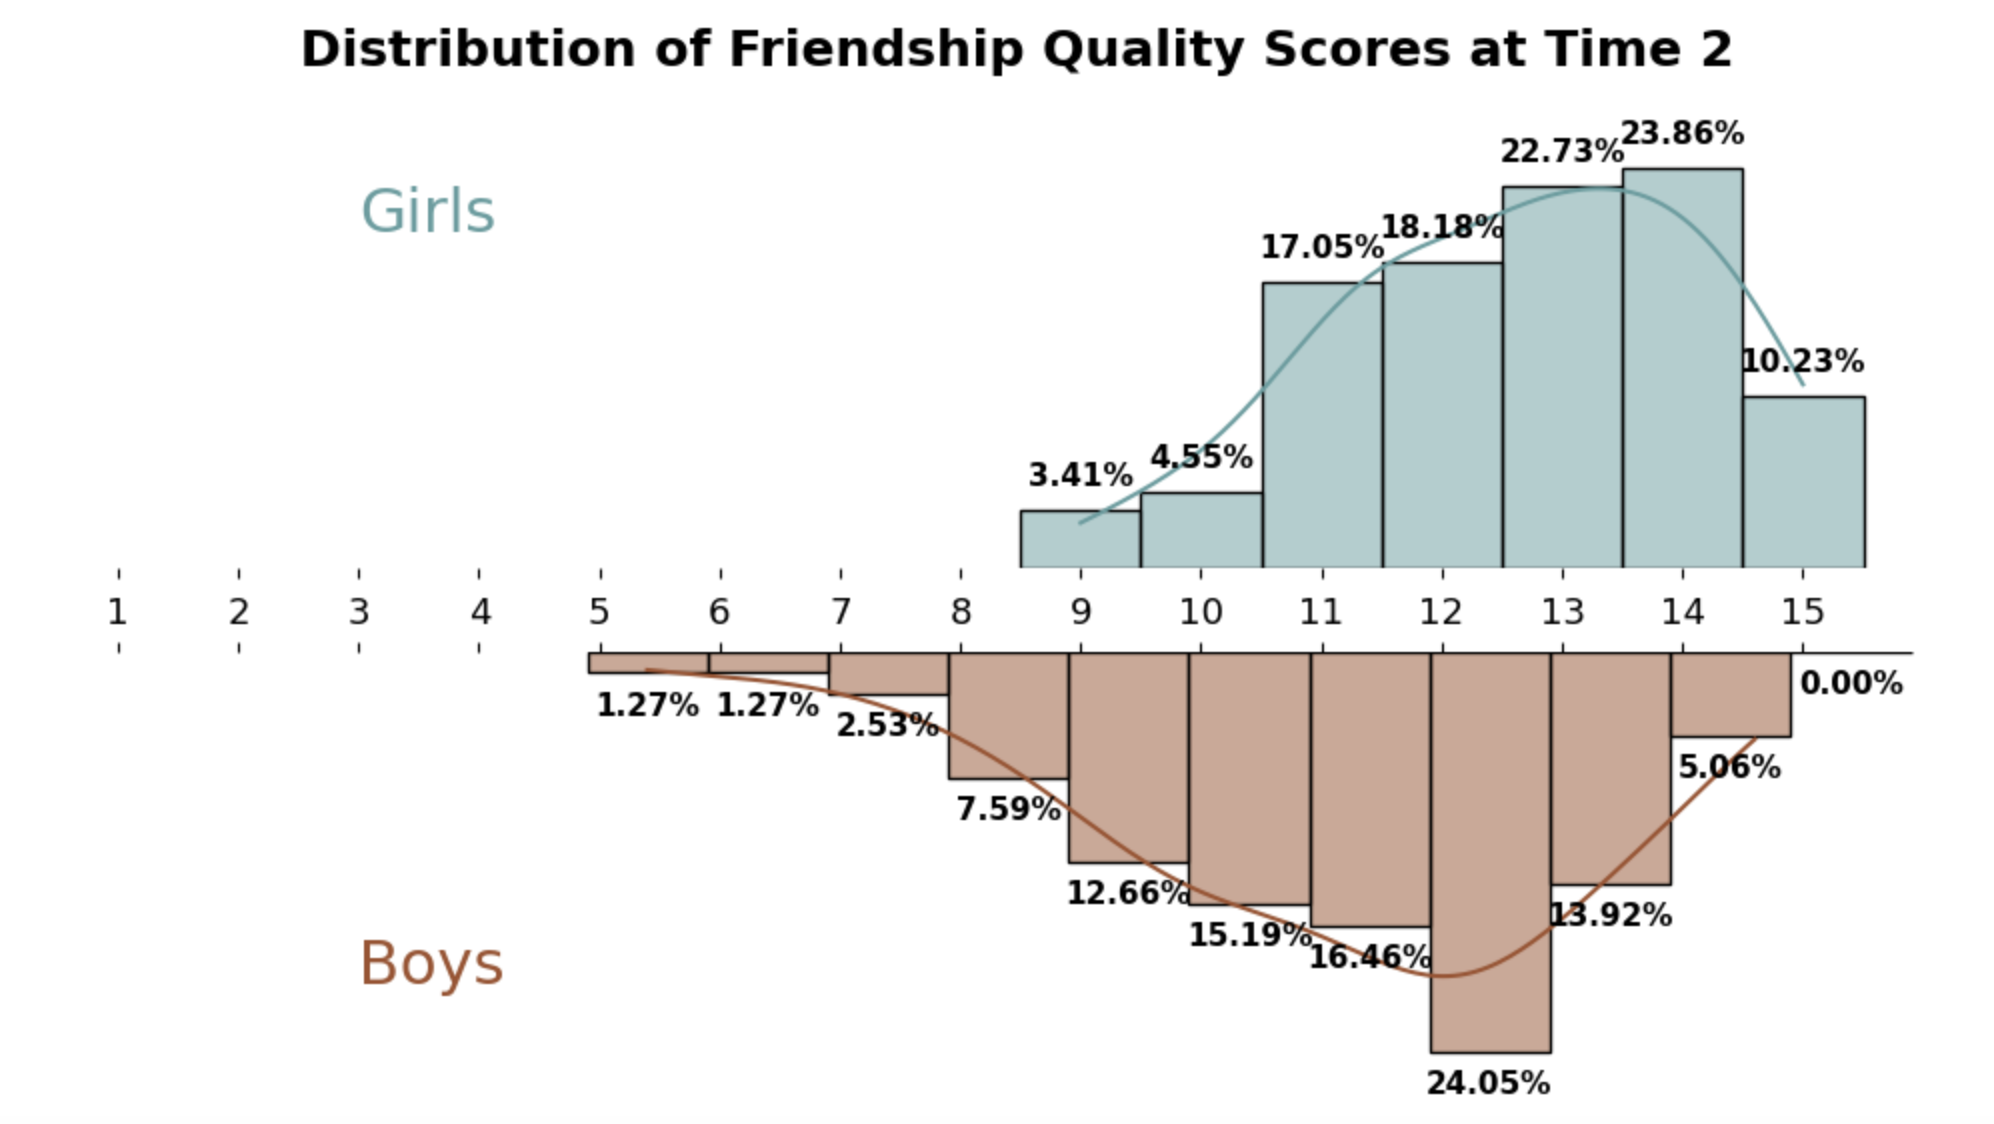 Distribution of Friendship Quality Scores at Time 2
Girls
3.41% 4.55% 17.05% 18.18% 22.73% 23.86% 10.23%
1 2 3 4 5 6 7 8 9 10 11 12 13 14 15
1.27% 1.27% 2.53% 7.59% 12.66% 15.19% 16.46% 24.05% 13.92% 5.06% 0.00%
Boys